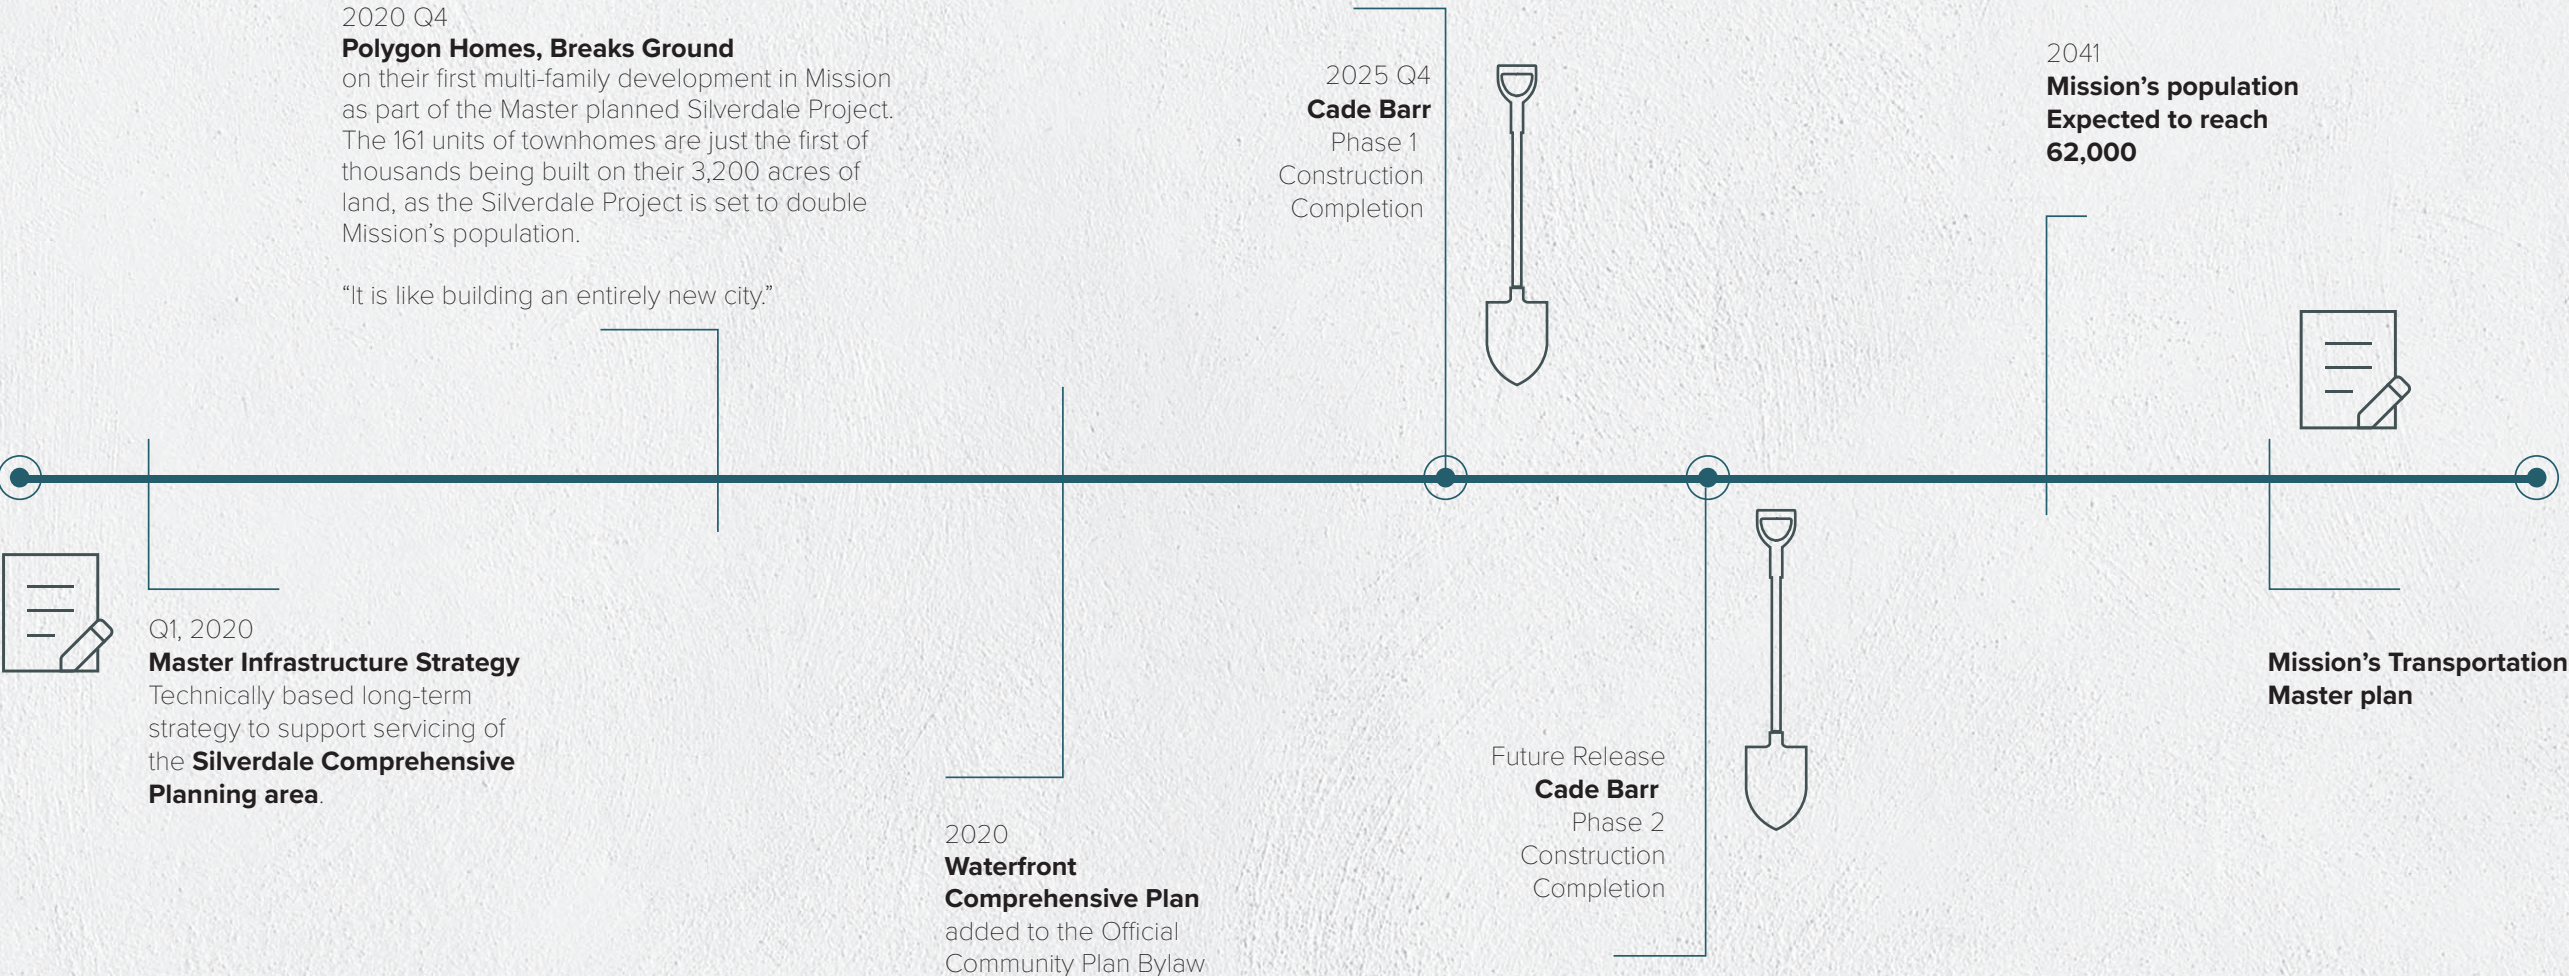 2020 Q4
Polygon Homes, Breaks Ground
on their first multi-family development in Mission
as part of the Master planned Silverdale Project.
The 161 units of townhomes are just the first of
thousands being built on their 3,200 acres of
land, as the Silverdale Project is set to double
Mission’s population.
“It is like building an entirely new city.”
2025 Q4
Cade Barr
Phase 1
Construction
Completion
2041
Mission’s population
Expected to reach
62,000
Q1, 2020
Master Infrastructure Strategy
Technically based long-term
strategy to support servicing of
the Silverdale Comprehensive
Planning area.
2020
Waterfront
Comprehensive Plan
added to the Official
Community Plan Bylaw
Future Release
Cade Barr
Phase 2
Construction
Completion
Mission’s Transportation
Master plan